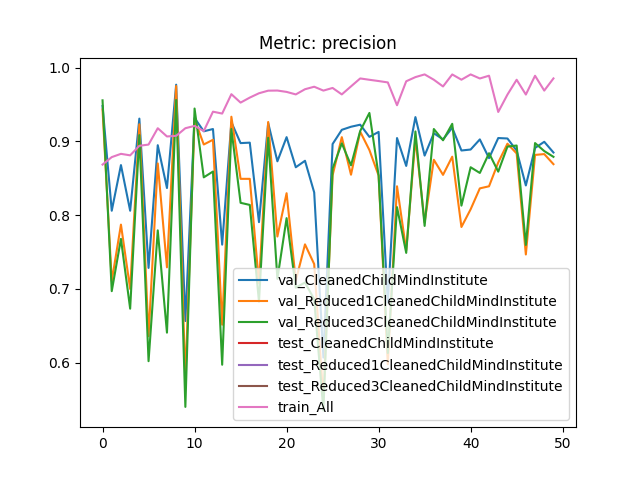 Metric: precision
1.0
0.9
0.8
0.7
0.6
0
10
20
30
40
50
val_CleanedChildMindInstitute
val_Reduced1CleanedChildMindInstitute
val_Reduced3CleanedChildMindInstitute
test_CleanedChildMindInstitute
test_Reduced1CleanedChildMindInstitute
test_Reduced3CleanedChildMindInstitute
train_All